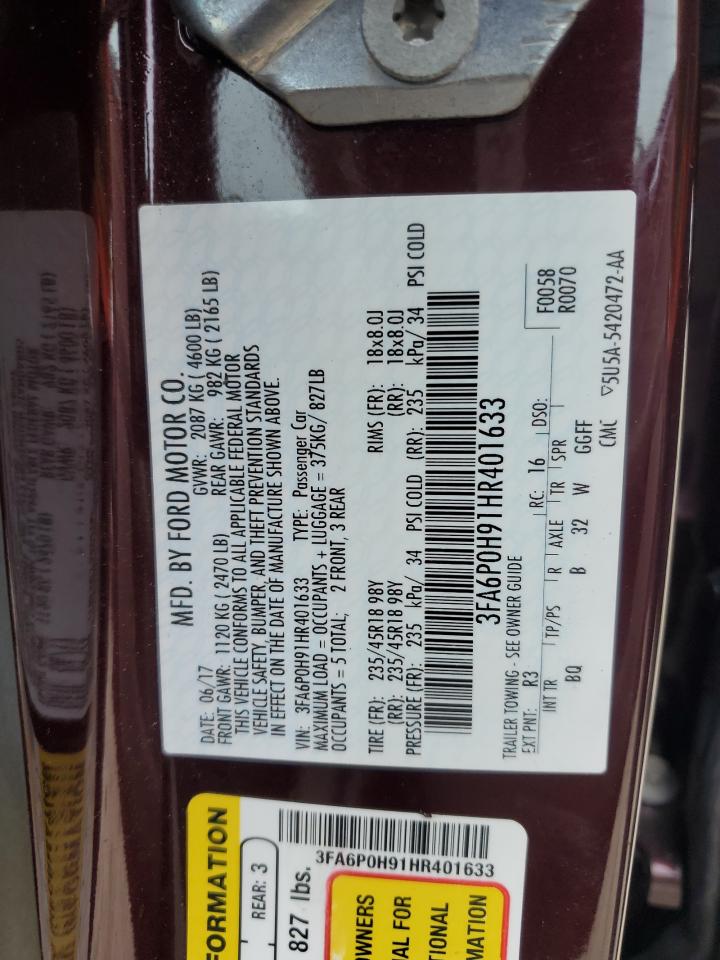 MFD. BY FORD MOTOR CO.
DATE: 06/17 GVWR: 2087 KG ( 4600 LB)
FRONT GAWR: 1120 KG ( 2470 LB) REAR GAWR: 982 KG ( 2165 LB)
THIS VEHICLE CONFORMS TO ALL APPLICABLE FEDERAL MOTOR
VEHICLE SAFETY, BUMPER, AND THEFT PREVENTION STANDARDS
IN EFFECT ON THE DATE OF MANUFACTURE SHOWN ABOVE.
VIN: 3FA6P0H91HR401633 TYPE: Passenger Car
MAXIMUM LOAD = OCCUPANTS + LUGGAGE = 375KG/ 827LB
OCCUPANTS = 5 TOTAL; 2 FRONT, 3 REAR
TIRE (FR): 235/45R18 98Y RIMS (FR): 18x8.0J
(RR): 235/45R18 98Y (RR): 18x8.0J
PRESSURE (FR): 235 kPa/ 34 PSI COLD (RR): 235 kPa/ 34 PSI COLD
3FA6P0H91HR401633
TRAILER TOWING - SEE OWNER GUIDE
EXT PNT: R3 RC: 16 DSO: F0058
R0070
INT TR TP/PS R AXLE TR SPR
BQ B 32 W GGFF
CMC 5U5A-5420472-AA
FORMATION
REAR: 3
827 lbs.
3FA6P0H91HR401633
OWNERS
AL FOR
TIONAL
MATION